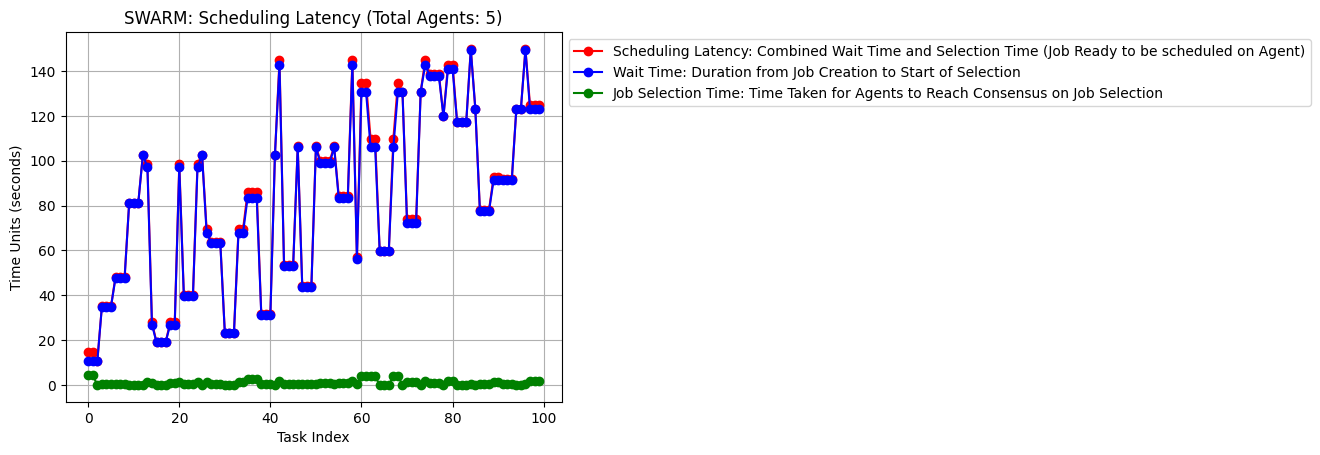 SWARM: Scheduling Latency (Total Agents: 5)
Scheduling Latency: Combined Wait Time and Selection Time (Job Ready to be scheduled on Agent)
Wait Time: Duration from Job Creation to Start of Selection
Job Selection Time: Time Taken for Agents to Reach Consensus on Job Selection
Time Units (seconds)
140
120
100
80
60
40
20
0
0 20 40 60 80 100
Task Index